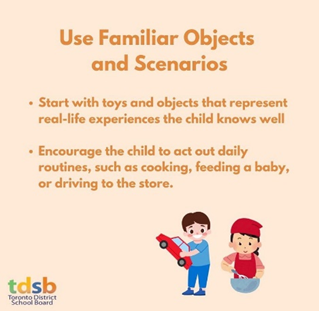 Use Familiar Objects
and Scenarios
• Start with toys and objects that represent
real-life experiences the child knows well
• Encourage the child to act out daily
routines, such as cooking, feeding a baby,
or driving to the store.
tdsb
Toronto District
School Board